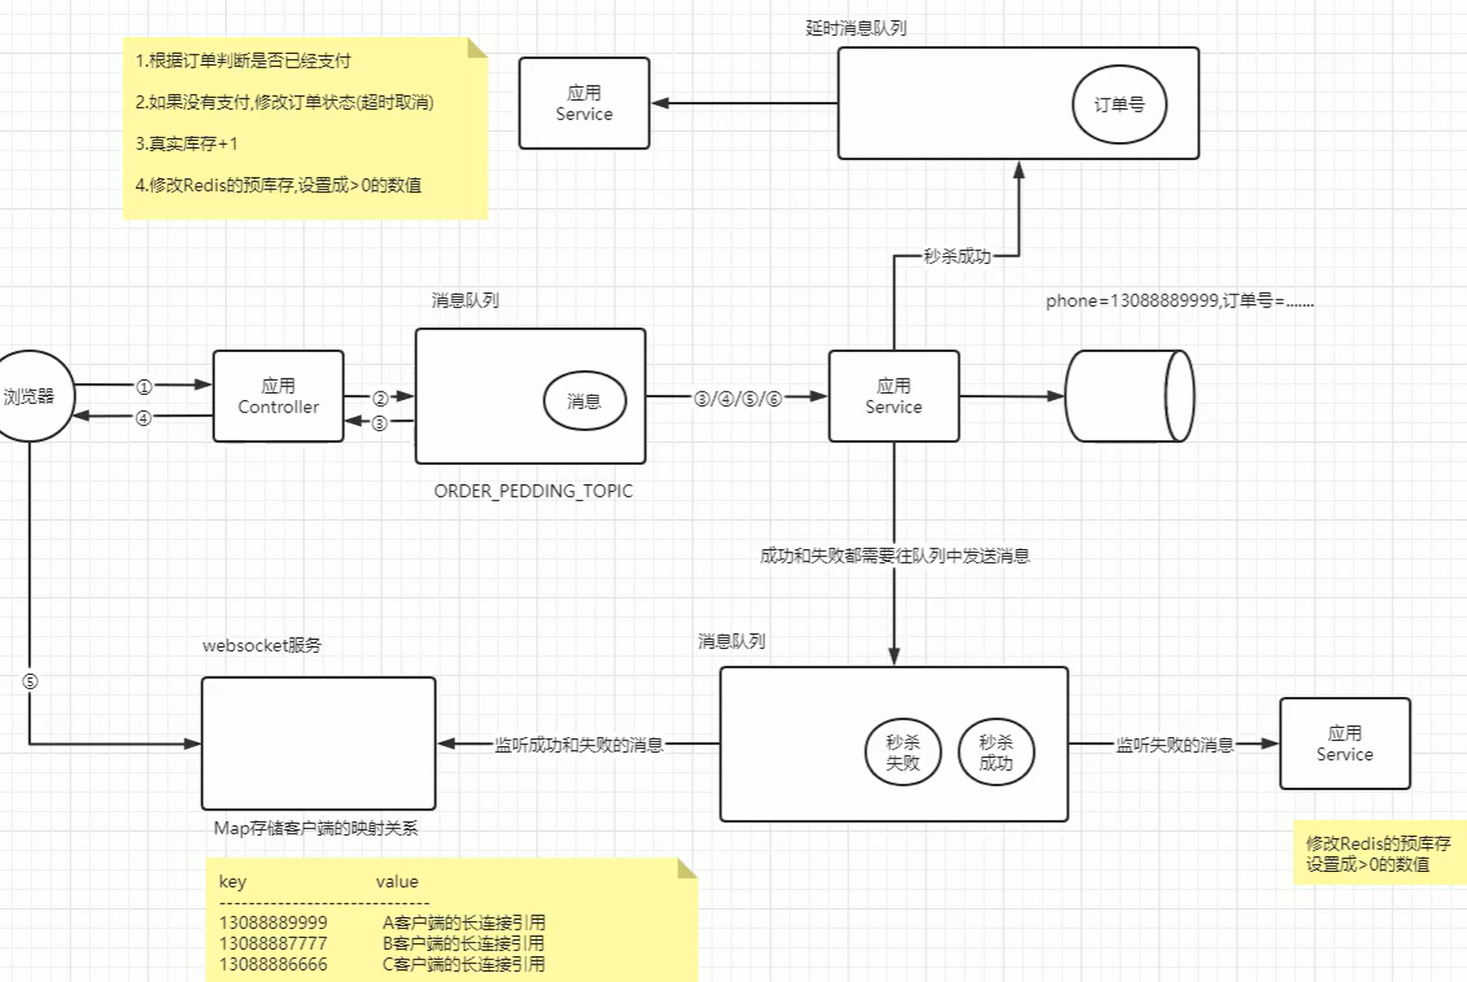 延时消息队列
1.根据订单判断是否已经支付
2.如果没有支付,修改订单状态(超时取消)
3.真实库存+1
4.修改Redis的预库存,设置成>0的数值
应用
Service
订单号
秒杀成功
消息队列
phone=13088889999,订单号=.......
浏览器
①
④
应用
Controller
②
③
消息
③/④/⑤/⑥
应用
Service
ORDER_PEDDING_TOPIC
成功和失败都需要往队列中发送消息
websocket服务
消息队列
⑤
监听成功和失败的消息
秒杀
失败
秒杀
成功
监听失败的消息
应用
Service
Map存储客户端的映射关系
修改Redis的预库存
设置成>0的数值
key value
----------------------------
13088889999 A客户端的长连接引用
13088887777 B客户端的长连接引用
13088886666 C客户端的长连接引用